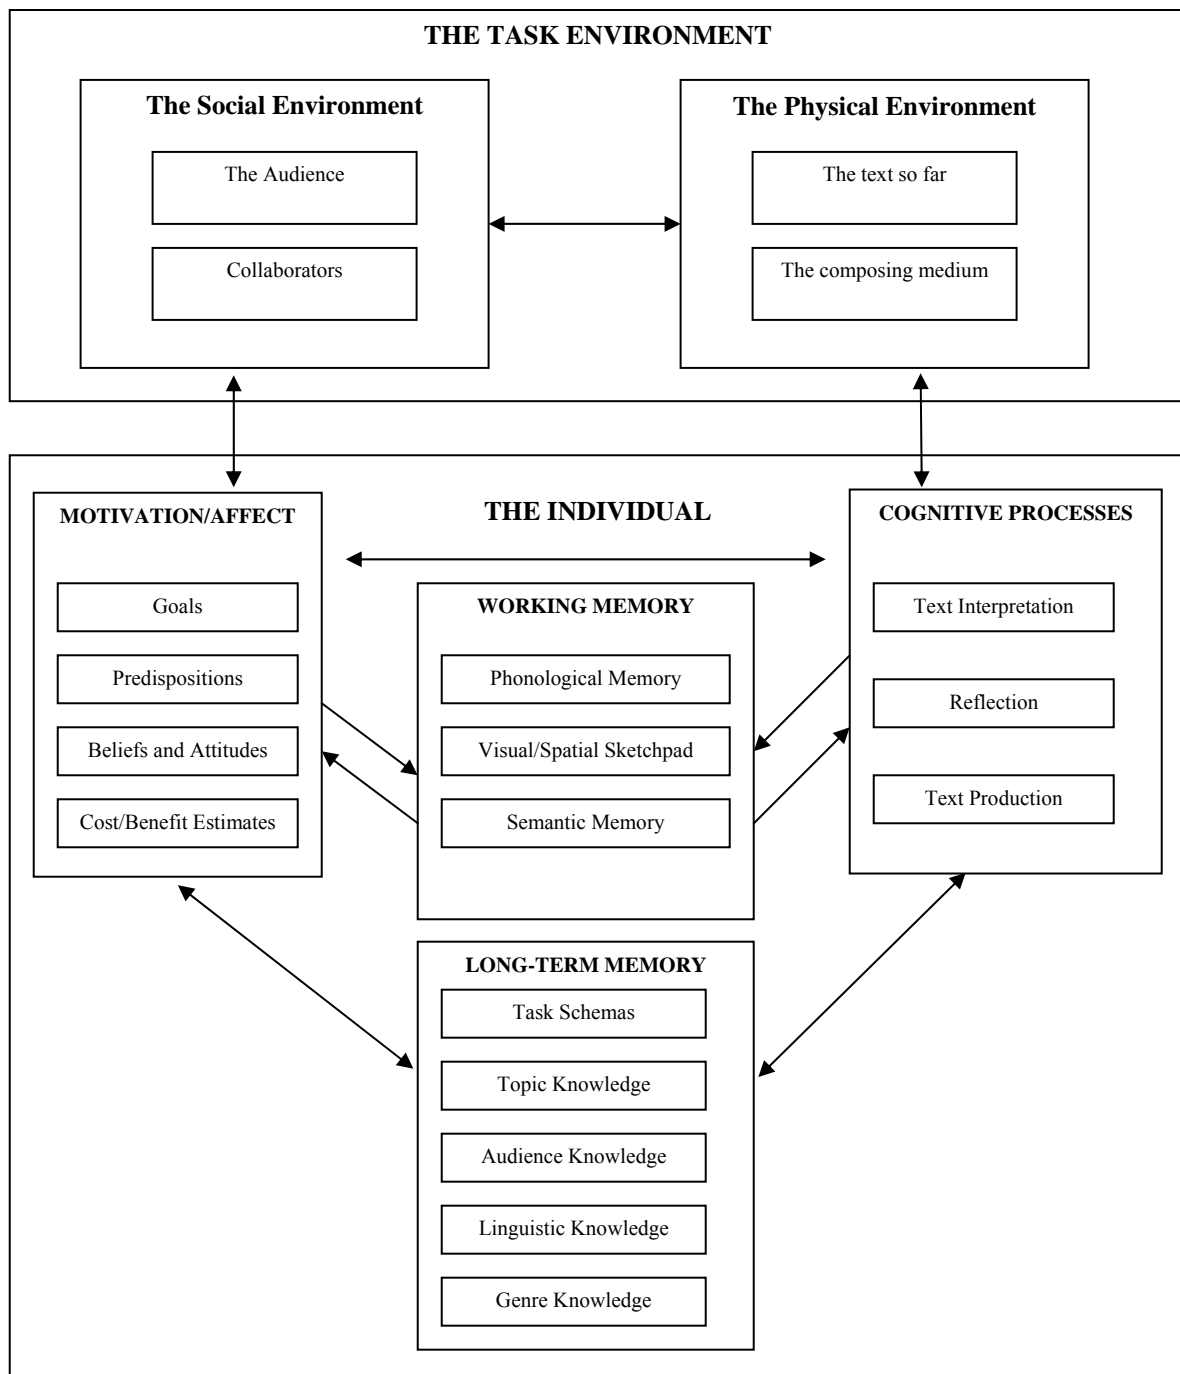 THE TASK ENVIRONMENT
The Social Environment
The Audience
Collaborators
The Physical Environment
The text so far
The composing medium
THE INDIVIDUAL
MOTIVATION/AFFECT
Goals
Predispositions
Beliefs and Attitudes
Cost/Benefit Estimates
WORKING MEMORY
Phonological Memory
Visual/Spatial Sketchpad
Semantic Memory
COGNITIVE PROCESSES
Text Interpretation
Reflection
Text Production
LONG-TERM MEMORY
Task Schemas
Topic Knowledge
Audience Knowledge
Linguistic Knowledge
Genre Knowledge